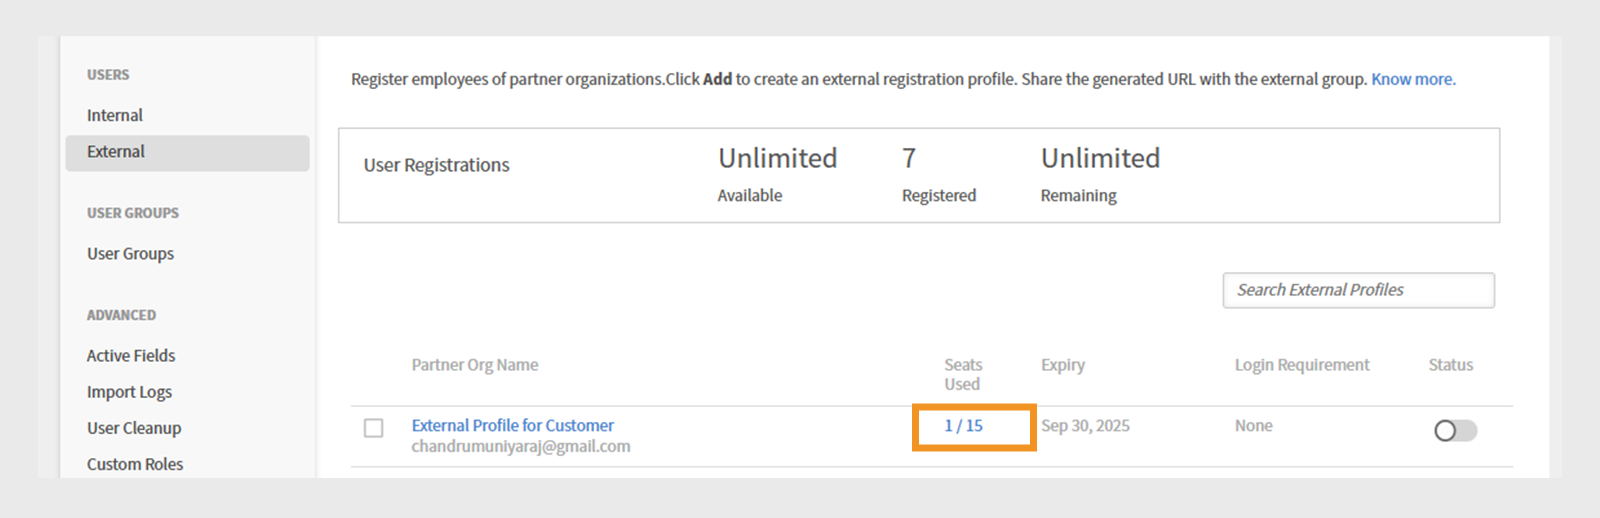 USERS
Internal
External
USER GROUPS
User Groups
ADVANCED
Active Fields
Import Logs
User Cleanup
Custom Roles
Register employees of partner organizations.Click Add to create an external registration profile. Share the generated URL with the external group. Know more.
User Registrations
Unlimited
Available
7
Registered
Unlimited
Remaining
Search External Profiles
Partner Org Name
Seats
Used
Expiry
Login Requirement
Status
External Profile for Customer
chandrumuniyaraj@gmail.com
1 / 15
Sep 30, 2025
None